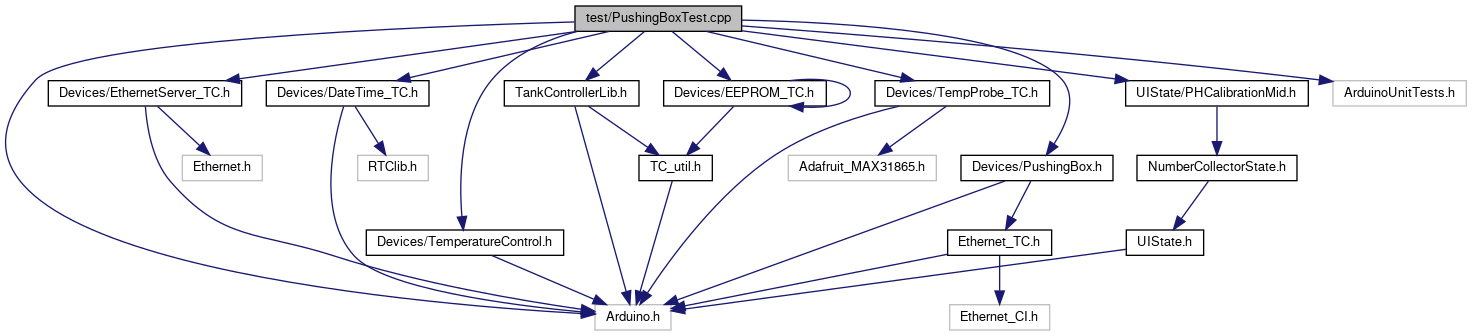 test/PushingBoxTest.cpp
Devices/EthernetServer_TC.h
Devices/DateTime_TC.h
TankControllerLib.h
Devices/EEPROM_TC.h
Devices/TempProbe_TC.h
UIState/PHCalibrationMid.h
ArduinoUnitTests.h
Ethernet.h
RTClib.h
TC_util.h
Adafruit_MAX31865.h
Devices/PushingBox.h
NumberCollectorState.h
Devices/TemperatureControl.h
Ethernet_TC.h
UIState.h
Arduino.h
Ethernet_CI.h